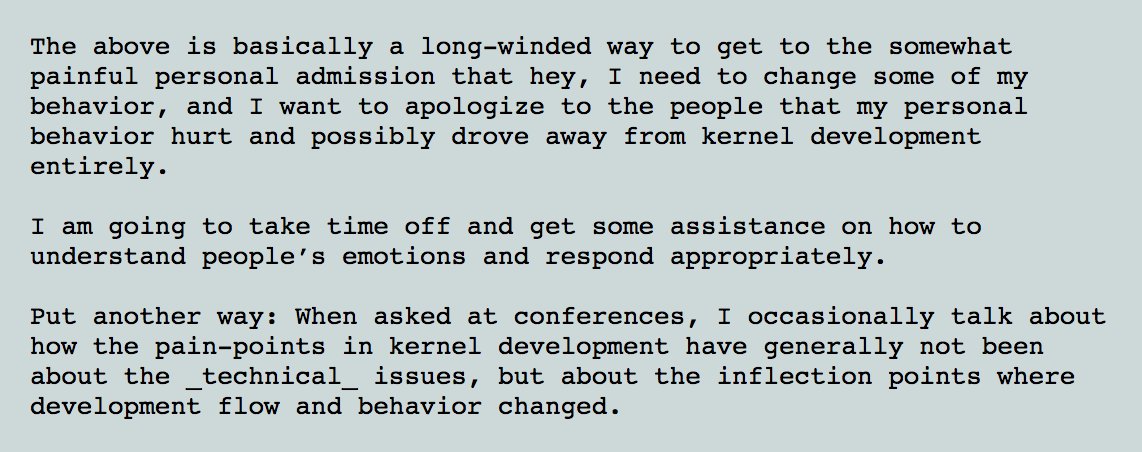 The above is basically a long-winded way to get to the somewhat
painful personal admission that hey, I need to change some of my
behavior, and I want to apologize to the people that my personal
behavior hurt and possibly drove away from kernel development
entirely.
I am going to take time off and get some assistance on how to
understand people’s emotions and respond appropriately.
Put another way: When asked at conferences, I occasionally talk about
how the pain-points in kernel development have generally not been
about the _technical_ issues, but about the inflection points where
development flow and behavior changed.